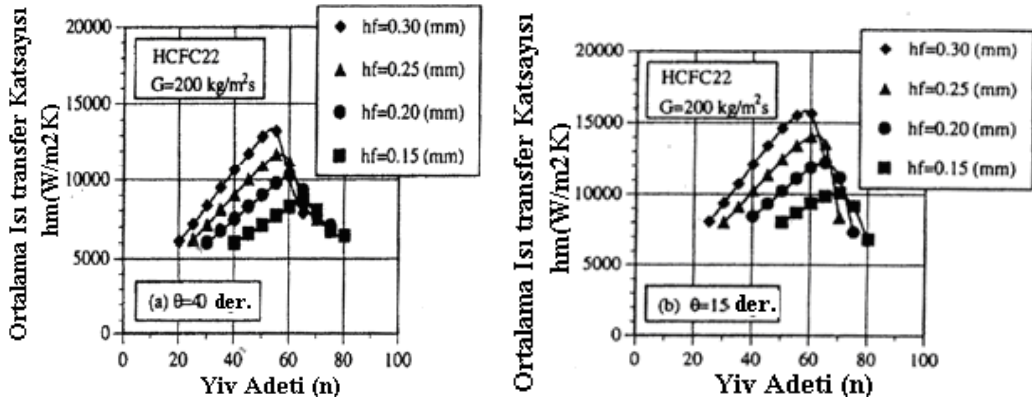 hf=0.30 (mm)
hf=0.25 (mm)
hf=0.20 (mm)
hf=0.15 (mm)
HCFC22
G=200 kg/m²s
20000
15000
10000
5000
0
Ortalama Isı transfer Katsayısı
hm(W/m2K)
(a) θ=40 der.
0 20 40 60 80 100
Yiv Adeti (n)
hf=0.30 (mm)
hf=0.25 (mm)
hf=0.20 (mm)
hf=0.15 (mm)
HCFC22
G=200 kg/m²s
20000
15000
10000
5000
0
Ortalama Isı transfer Katsayısı
hm(W/m2K)
(b) θ=15 der.
0 20 40 60 80 100
Yiv Adeti (n)